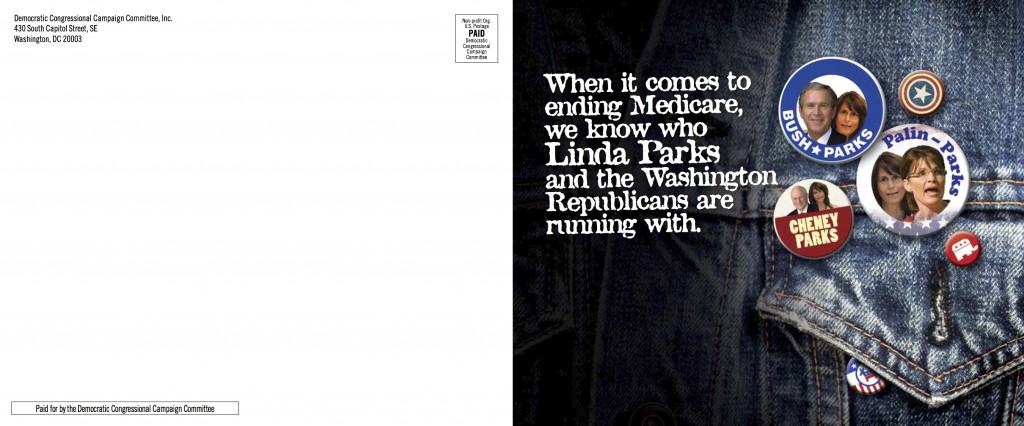 Democratic Congressional Campaign Committee, Inc.
430 South Capitol Street, SE
Washington, DC 20003
Non-profit Org.
U.S. Postage
PAID
Democratic
Congressional
Campaign
Committee
Paid for by the Democratic Congressional Campaign Committee
When it comes to
ending Medicare,
we know who
Linda Parks
and the Washington
Republicans are
running with.
BUSH★PARKS
Palin-Parks
CHENEY
PARKS